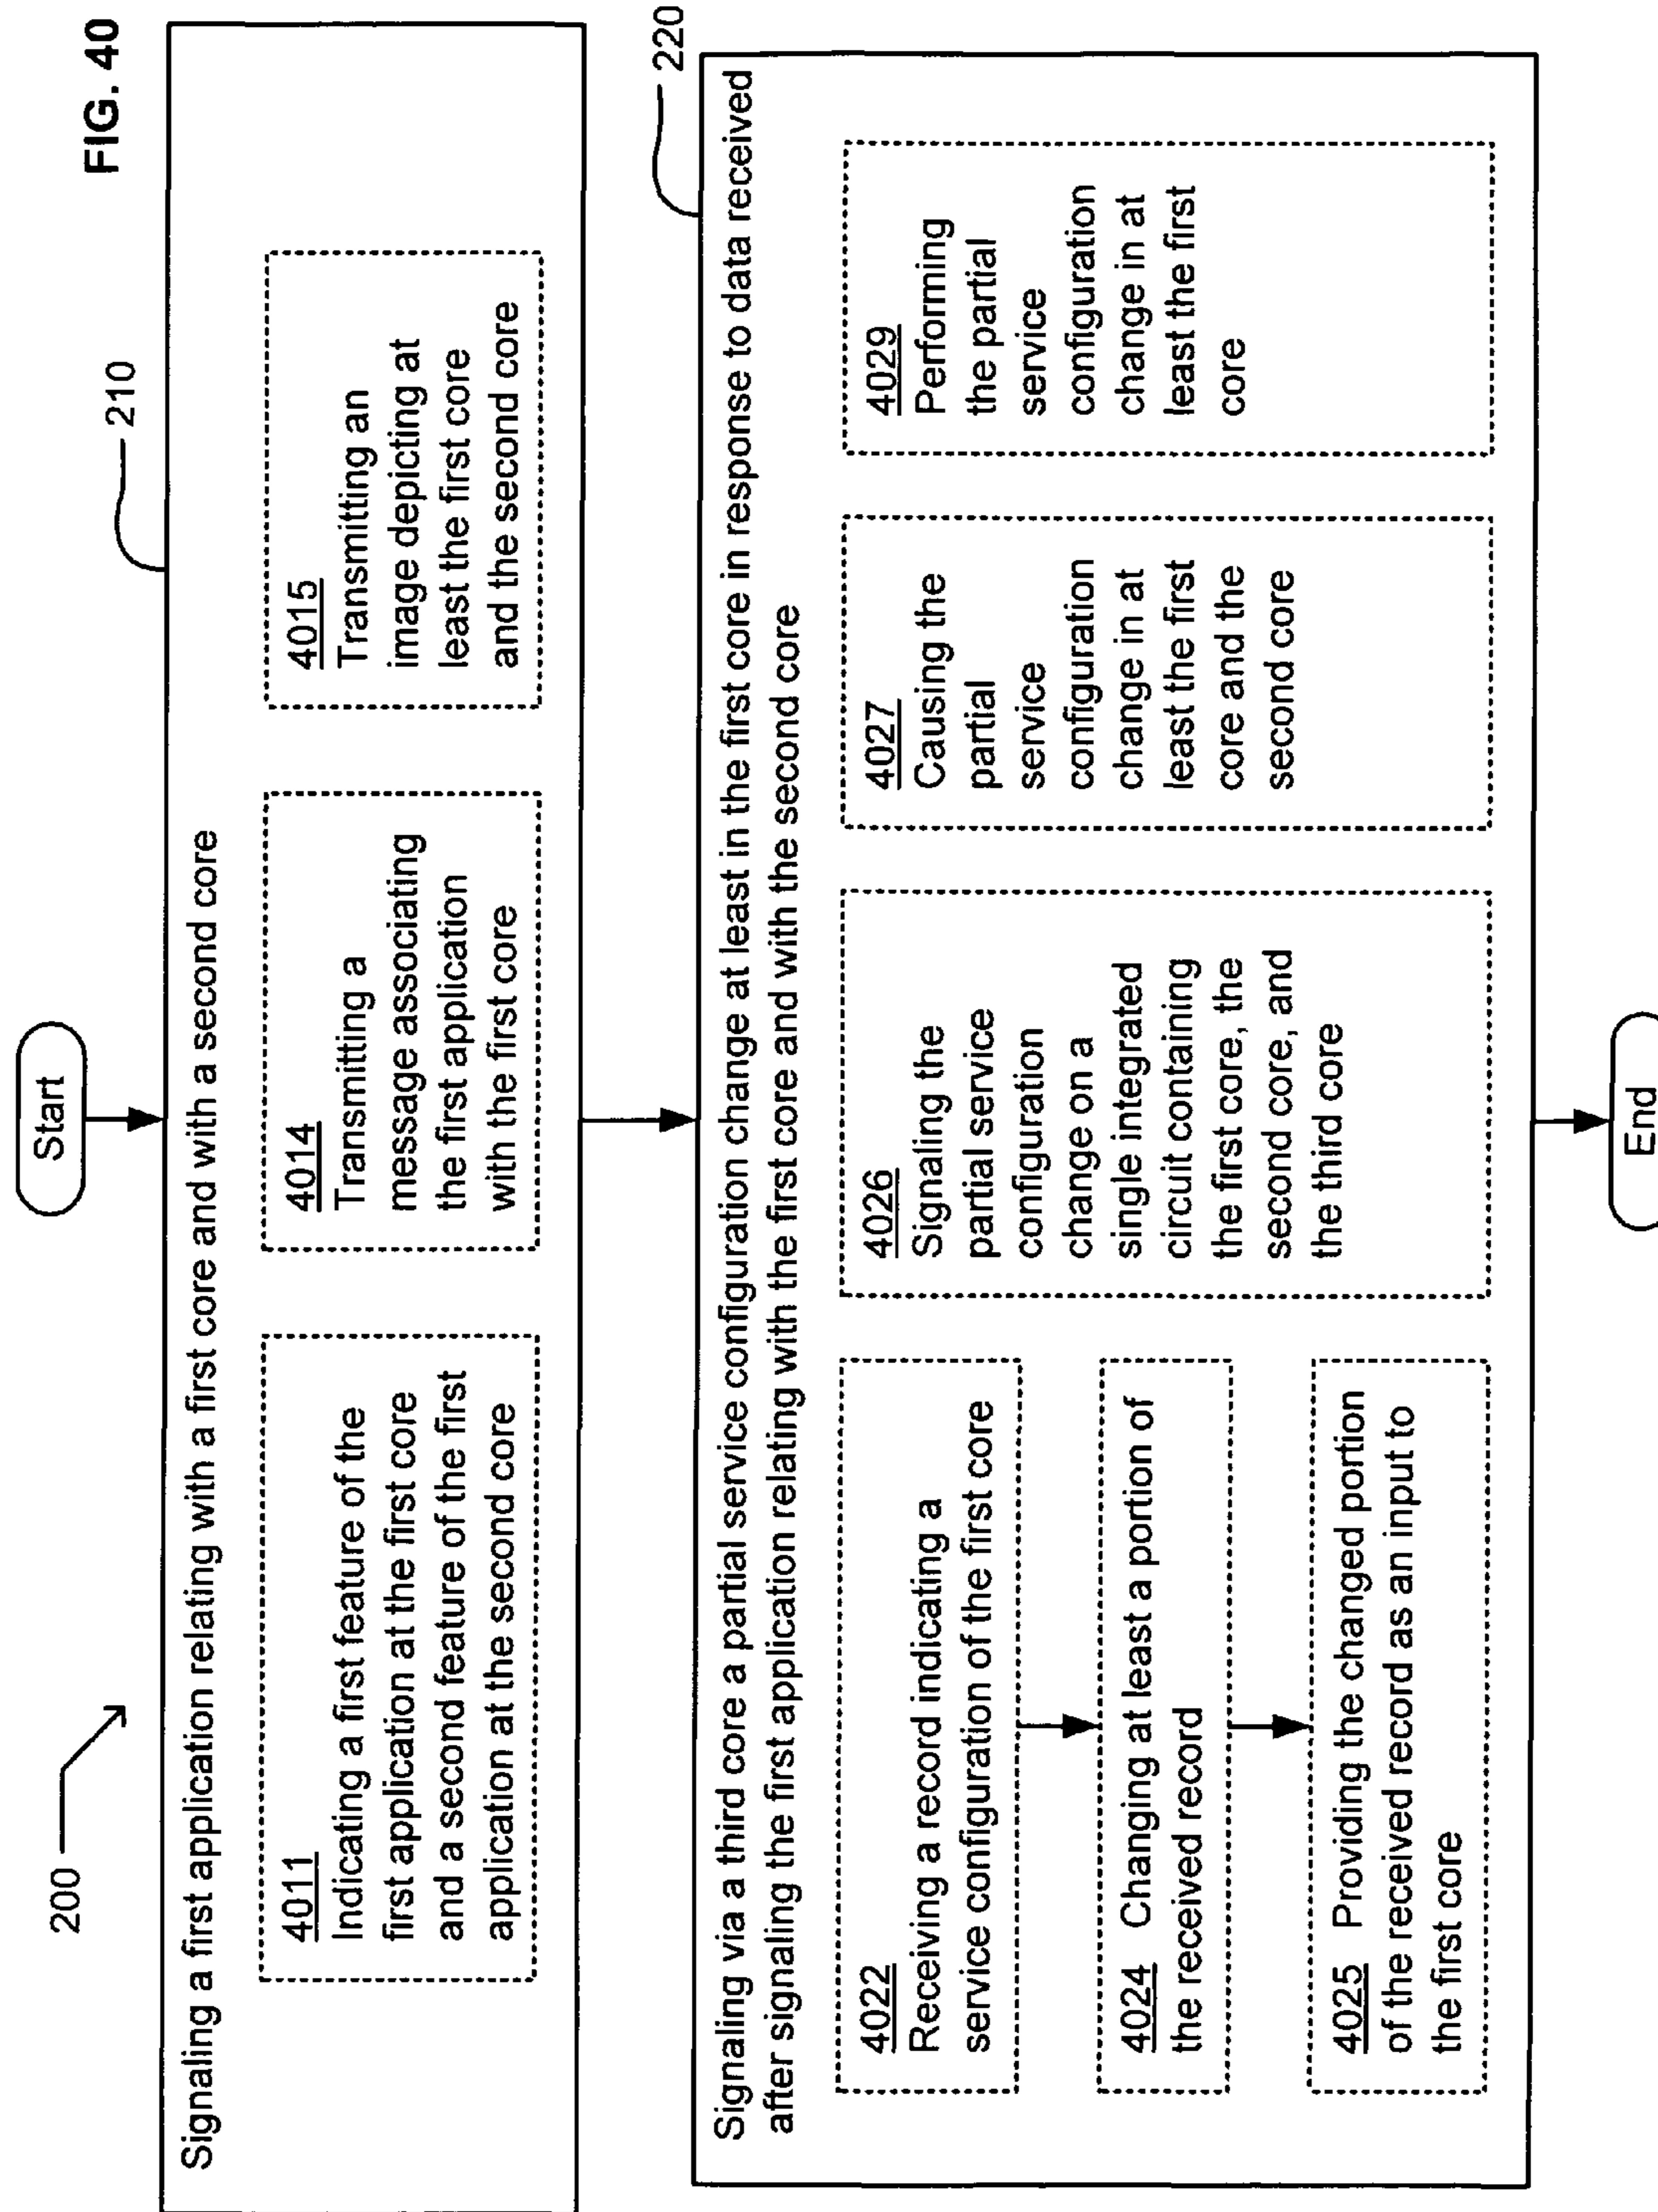 FIG. 40
200
Start
210
Signaling a first application relating with a first core and with a second core
4011
Indicating a first feature of the
first application at the first core
and a second feature of the first
application at the second core
4014
Transmitting a
message associating
the first application
with the first core
4015
Transmitting an
image depicting at
least the first core
and the second core
220
Signaling via a third core a partial service configuration change at least in the first core in response to data received
after signaling the first application relating with the first core and with the second core
4022
Receiving a record indicating a
service configuration of the first core
4024 Changing at least a portion of
the received record
4025 Providing the changed portion
of the received record as an input to
the first core
4026
Signaling the
partial service
configuration
change on a
single integrated
circuit containing
the first core, the
second core, and
the third core
4027
Causing the
partial
service
configuration
change in at
least the first
core and the
second core
4029
Performing
the partial
service
configuration
change in at
least the first
core
End